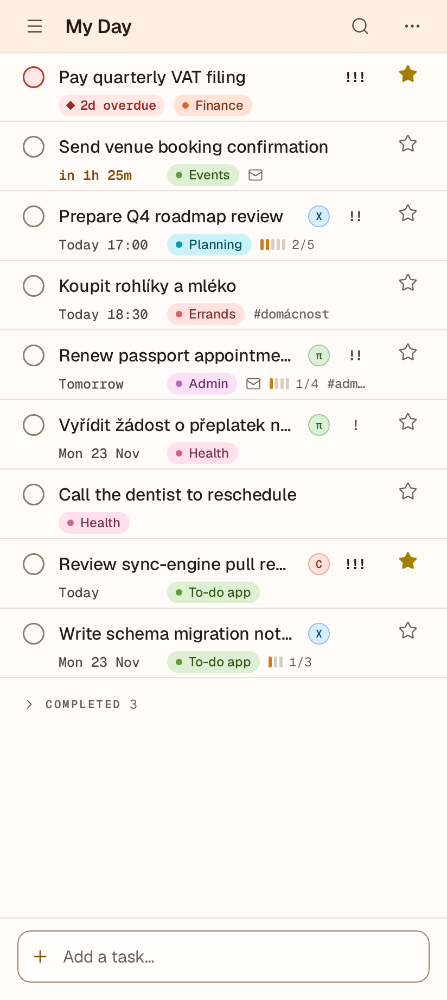 My Day
Pay quarterly VAT filing !!!
2d overdue Finance
Send venue booking confirmation
in 1h 25m Events
Prepare Q4 roadmap review X !!
Today 17:00 Planning 2/5
Koupit rohlíky a mléko
Today 18:30 Errands #domácnost
Renew passport appointme… π !!
Tomorrow Admin 1/4 #adm…
Vyřídit žádost o přeplatek n… π !
Mon 23 Nov Health
Call the dentist to reschedule
Health
Review sync-engine pull re… C !!!
Today To-do app
Write schema migration not… X
Mon 23 Nov To-do app 1/3
COMPLETED 3
Add a task…